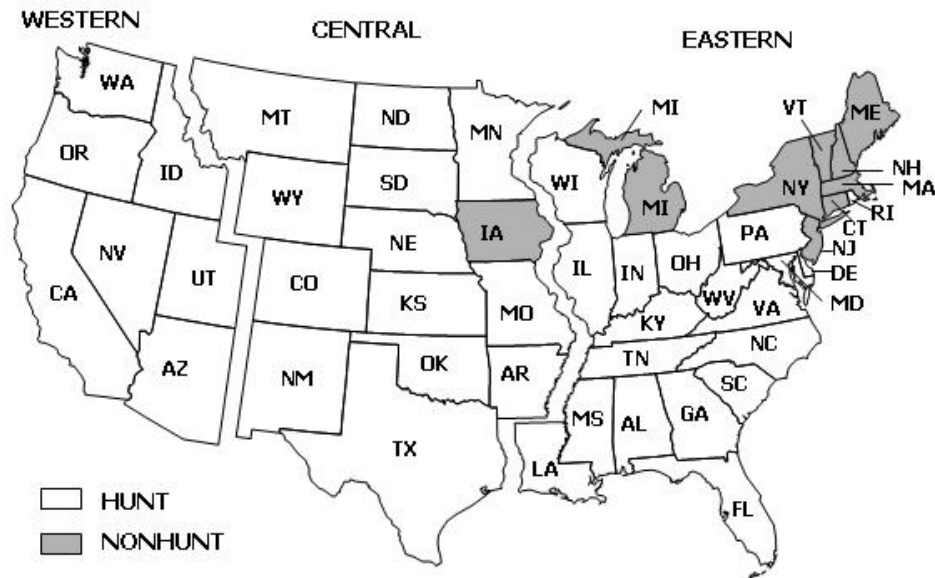 WESTERN
CENTRAL
EASTERN
WA
MT
ND
MN
MI
VT
ME
OR
ID
SD
WI
NH
WY
MI
NY
MA
IA
RI
NE
PA
CT
NV
NJ
UT
CO
IL
IN
OH
DE
CA
KS
MO
WV
VA
MD
KY
AZ
NM
OK
AR
TN
NC
SC
TX
MS
AL
GA
LA
HUNT
FL
NONHUNT